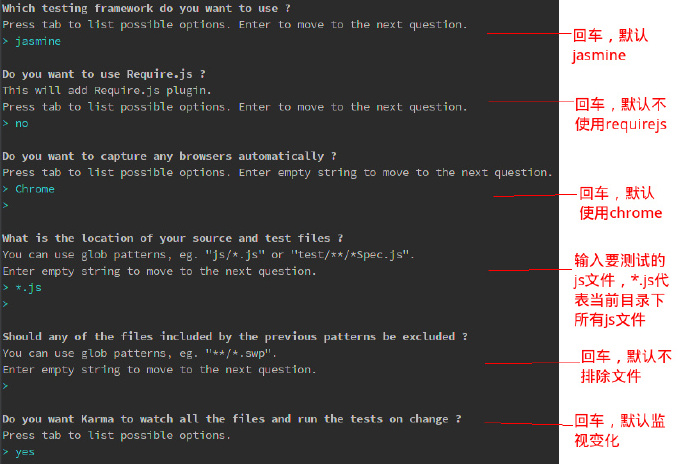 Which testing framework do you want to use ?
Press tab to list possible options. Enter to move to the next question.
> jasmine
回车，默认
jasmine
Do you want to use Require.js ?
This will add Require.js plugin.
Press tab to list possible options. Enter to move to the next question.
> no
回车，默认不
使用requirejs
Do you want to capture any browsers automatically ?
Press tab to list possible options. Enter empty string to move to the next question.
> Chrome
>
回车，默认
使用chrome
What is the location of your source and test files ?
You can use glob patterns, eg. "js/*.js" or "test/**/*Spec.js".
Enter empty string to move to the next question.
> *.js
>
输入要测试的
js文件，*.js代
表当前目录下
所有js文件
Should any of the files included by the previous patterns be excluded ?
You can use glob patterns, eg. "**/*.swp".
Enter empty string to move to the next question.
>
回车，默认不
排除文件
Do you want Karma to watch all the files and run the tests on change ?
Press tab to list possible options.
> yes
回车，默认监
视变化